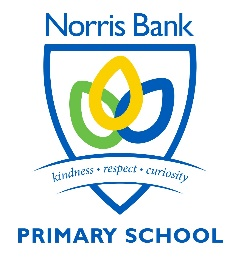 Norris Bank
kindness • respect • curiosity
PRIMARY SCHOOL